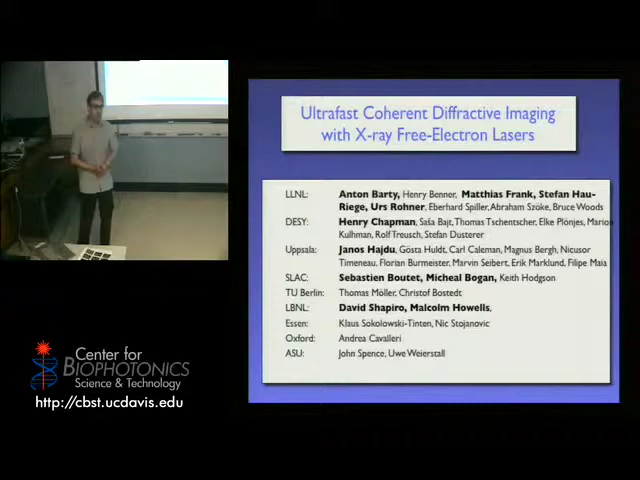 Ultrafast Coherent Diffractive Imaging
with X-ray Free-Electron Lasers
LLNL: Anton Barty, Henry Benner, Matthias Frank, Stefan Hau-
Riege, Urs Rohner, Eberhard Spiller, Abraham Szöke, Bruce Woods
DESY: Henry Chapman, Saša Bajt, Thomas Tschentscher, Elke Plönjes, Marion
Kulhman, Rolf Treusch, Stefan Dusterer
Uppsala: Janos Hajdu, Gösta Huldt, Carl Caleman, Magnus Bergh, Nicusor
Timeneau, Florian Burmeister, Marvin Seibert, Erik Marklund, Filipe Maia
SLAC: Sebastien Boutet, Micheal Bogan, Keith Hodgson
TU Berlin: Thomas Möller, Christof Bostedt
LBNL: David Shapiro, Malcolm Howells,
Essen: Klaus Sokolowski-Tinten, Nic Stojanovic
Oxford: Andrea Cavalleri
ASU: John Spence, Uwe Weierstall
Center for
BIOPHOTONICS
Science & Technology
http://cbst.ucdavis.edu